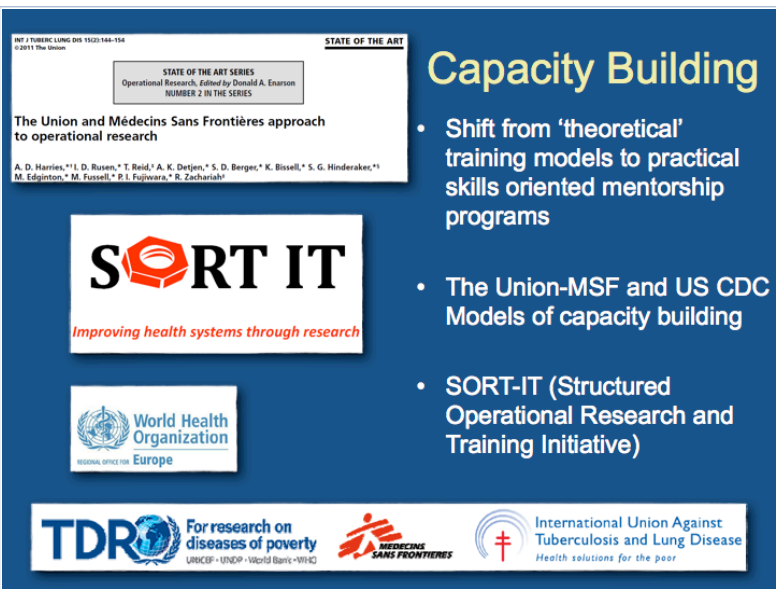 INT J TUBERC LUNG DIS 15(2):144–154
© 2011 The Union
STATE OF THE ART
STATE OF THE ART SERIES
Operational Research, Edited by Donald A. Enarson
NUMBER 2 IN THE SERIES
The Union and Médecins Sans Frontières approach
to operational research
A. D. Harries,*† I. D. Rusen,* T. Reid,‡ A. K. Detjen,* S. D. Berger,* K. Bissell,* S. G. Hinderaker,*§
M. Edginton,* M. Fussell,* P. I. Fujiwara,* R. Zachariah‡
SORT IT
Improving health systems through research
World Health
Organization
REGIONAL OFFICE FOR Europe
Capacity Building
• Shift from ‘theoretical’
training models to practical
skills oriented mentorship
programs
• The Union-MSF and US CDC
Models of capacity building
• SORT-IT (Structured
Operational Research and
Training Initiative)
TDR
For research on
diseases of poverty
UNICEF • UNDP • World Bank • WHO
MEDECINS
SANS FRONTIERES
International Union Against
Tuberculosis and Lung Disease
Health solutions for the poor